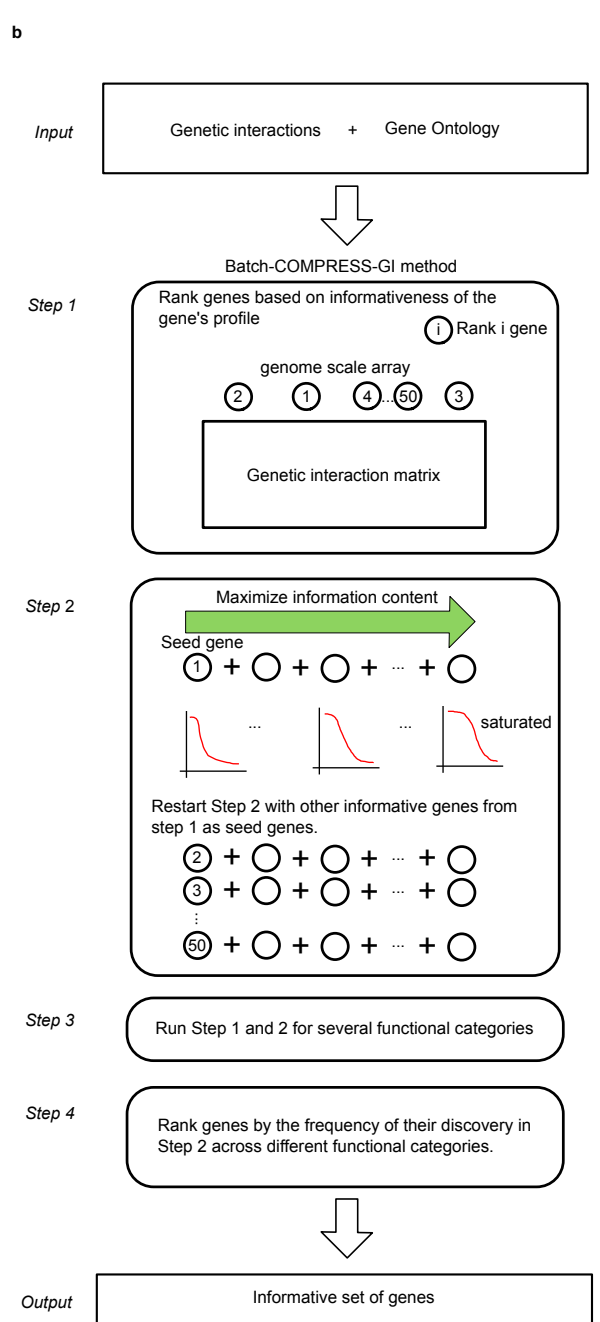 b
Input
Genetic interactions + Gene Ontology
Batch-COMPRESS-GI method
Step 1
Rank genes based on informativeness of the
gene's profile
i Rank i gene
genome scale array
2 1 4 ... 50 3
Genetic interaction matrix
Step 2
Maximize information content
Seed gene
1 + + + ... +
... ... saturated
Restart Step 2 with other informative genes from
step 1 as seed genes.
2 + + + ... +
3 + + + ... +
...
50 + + + ... +
Step 3
Run Step 1 and 2 for several functional categories
Step 4
Rank genes by the frequency of their discovery in
Step 2 across different functional categories.
Output
Informative set of genes